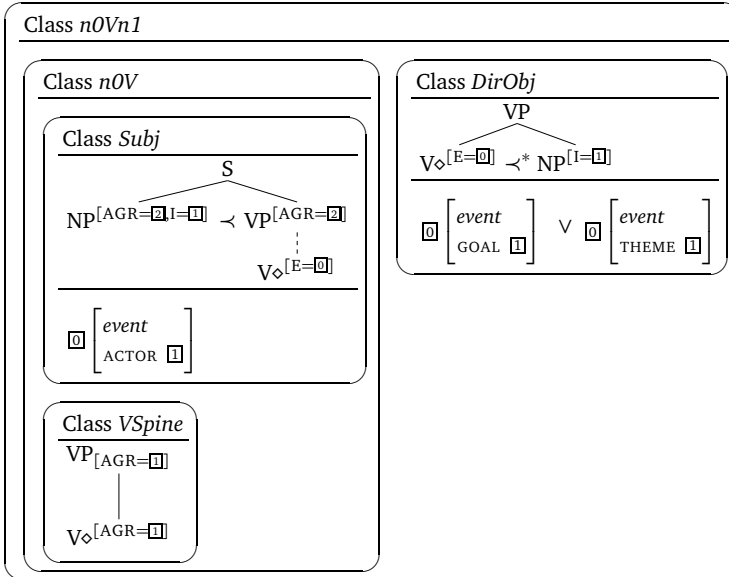 Class n0Vn1
Class n0V
Class Subj
S
NP[AGR=2,I=1] ≺ VP[AGR=2]
V⋄[E=0]
0 [event
ACTOR 1]
Class VSpine
VP[AGR=1]
V⋄[AGR=1]
Class DirObj
VP
V⋄[E=0] ≺* NP[I=1]
0 [event GOAL 1] ∨ 0 [event THEME 1]